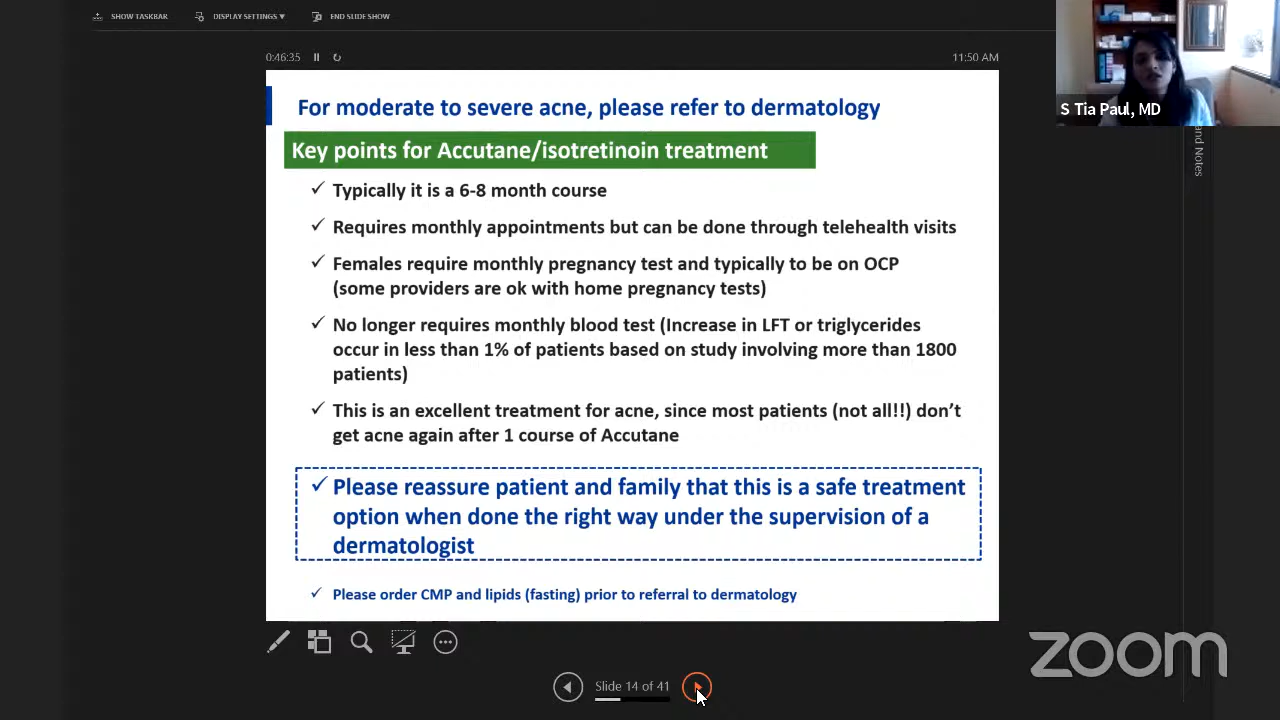 SHOW TASKBAR
DISPLAY SETTINGS ▼
END SLIDE SHOW
0:46:35
11:50 AM
For moderate to severe acne, please refer to dermatology
Key points for Accutane/isotretinoin treatment
✓ Typically it is a 6-8 month course
✓ Requires monthly appointments but can be done through telehealth visits
✓ Females require monthly pregnancy test and typically to be on OCP
(some providers are ok with home pregnancy tests)
✓ No longer requires monthly blood test (Increase in LFT or triglycerides
occur in less than 1% of patients based on study involving more than 1800
patients)
✓ This is an excellent treatment for acne, since most patients (not all!!) don’t
get acne again after 1 course of Accutane
✓ Please reassure patient and family that this is a safe treatment
option when done the right way under the supervision of a
dermatologist
✓ Please order CMP and lipids (fasting) prior to referral to dermatology
Slide 14 of 41
S Tia Paul, MD
and Notes
zoom